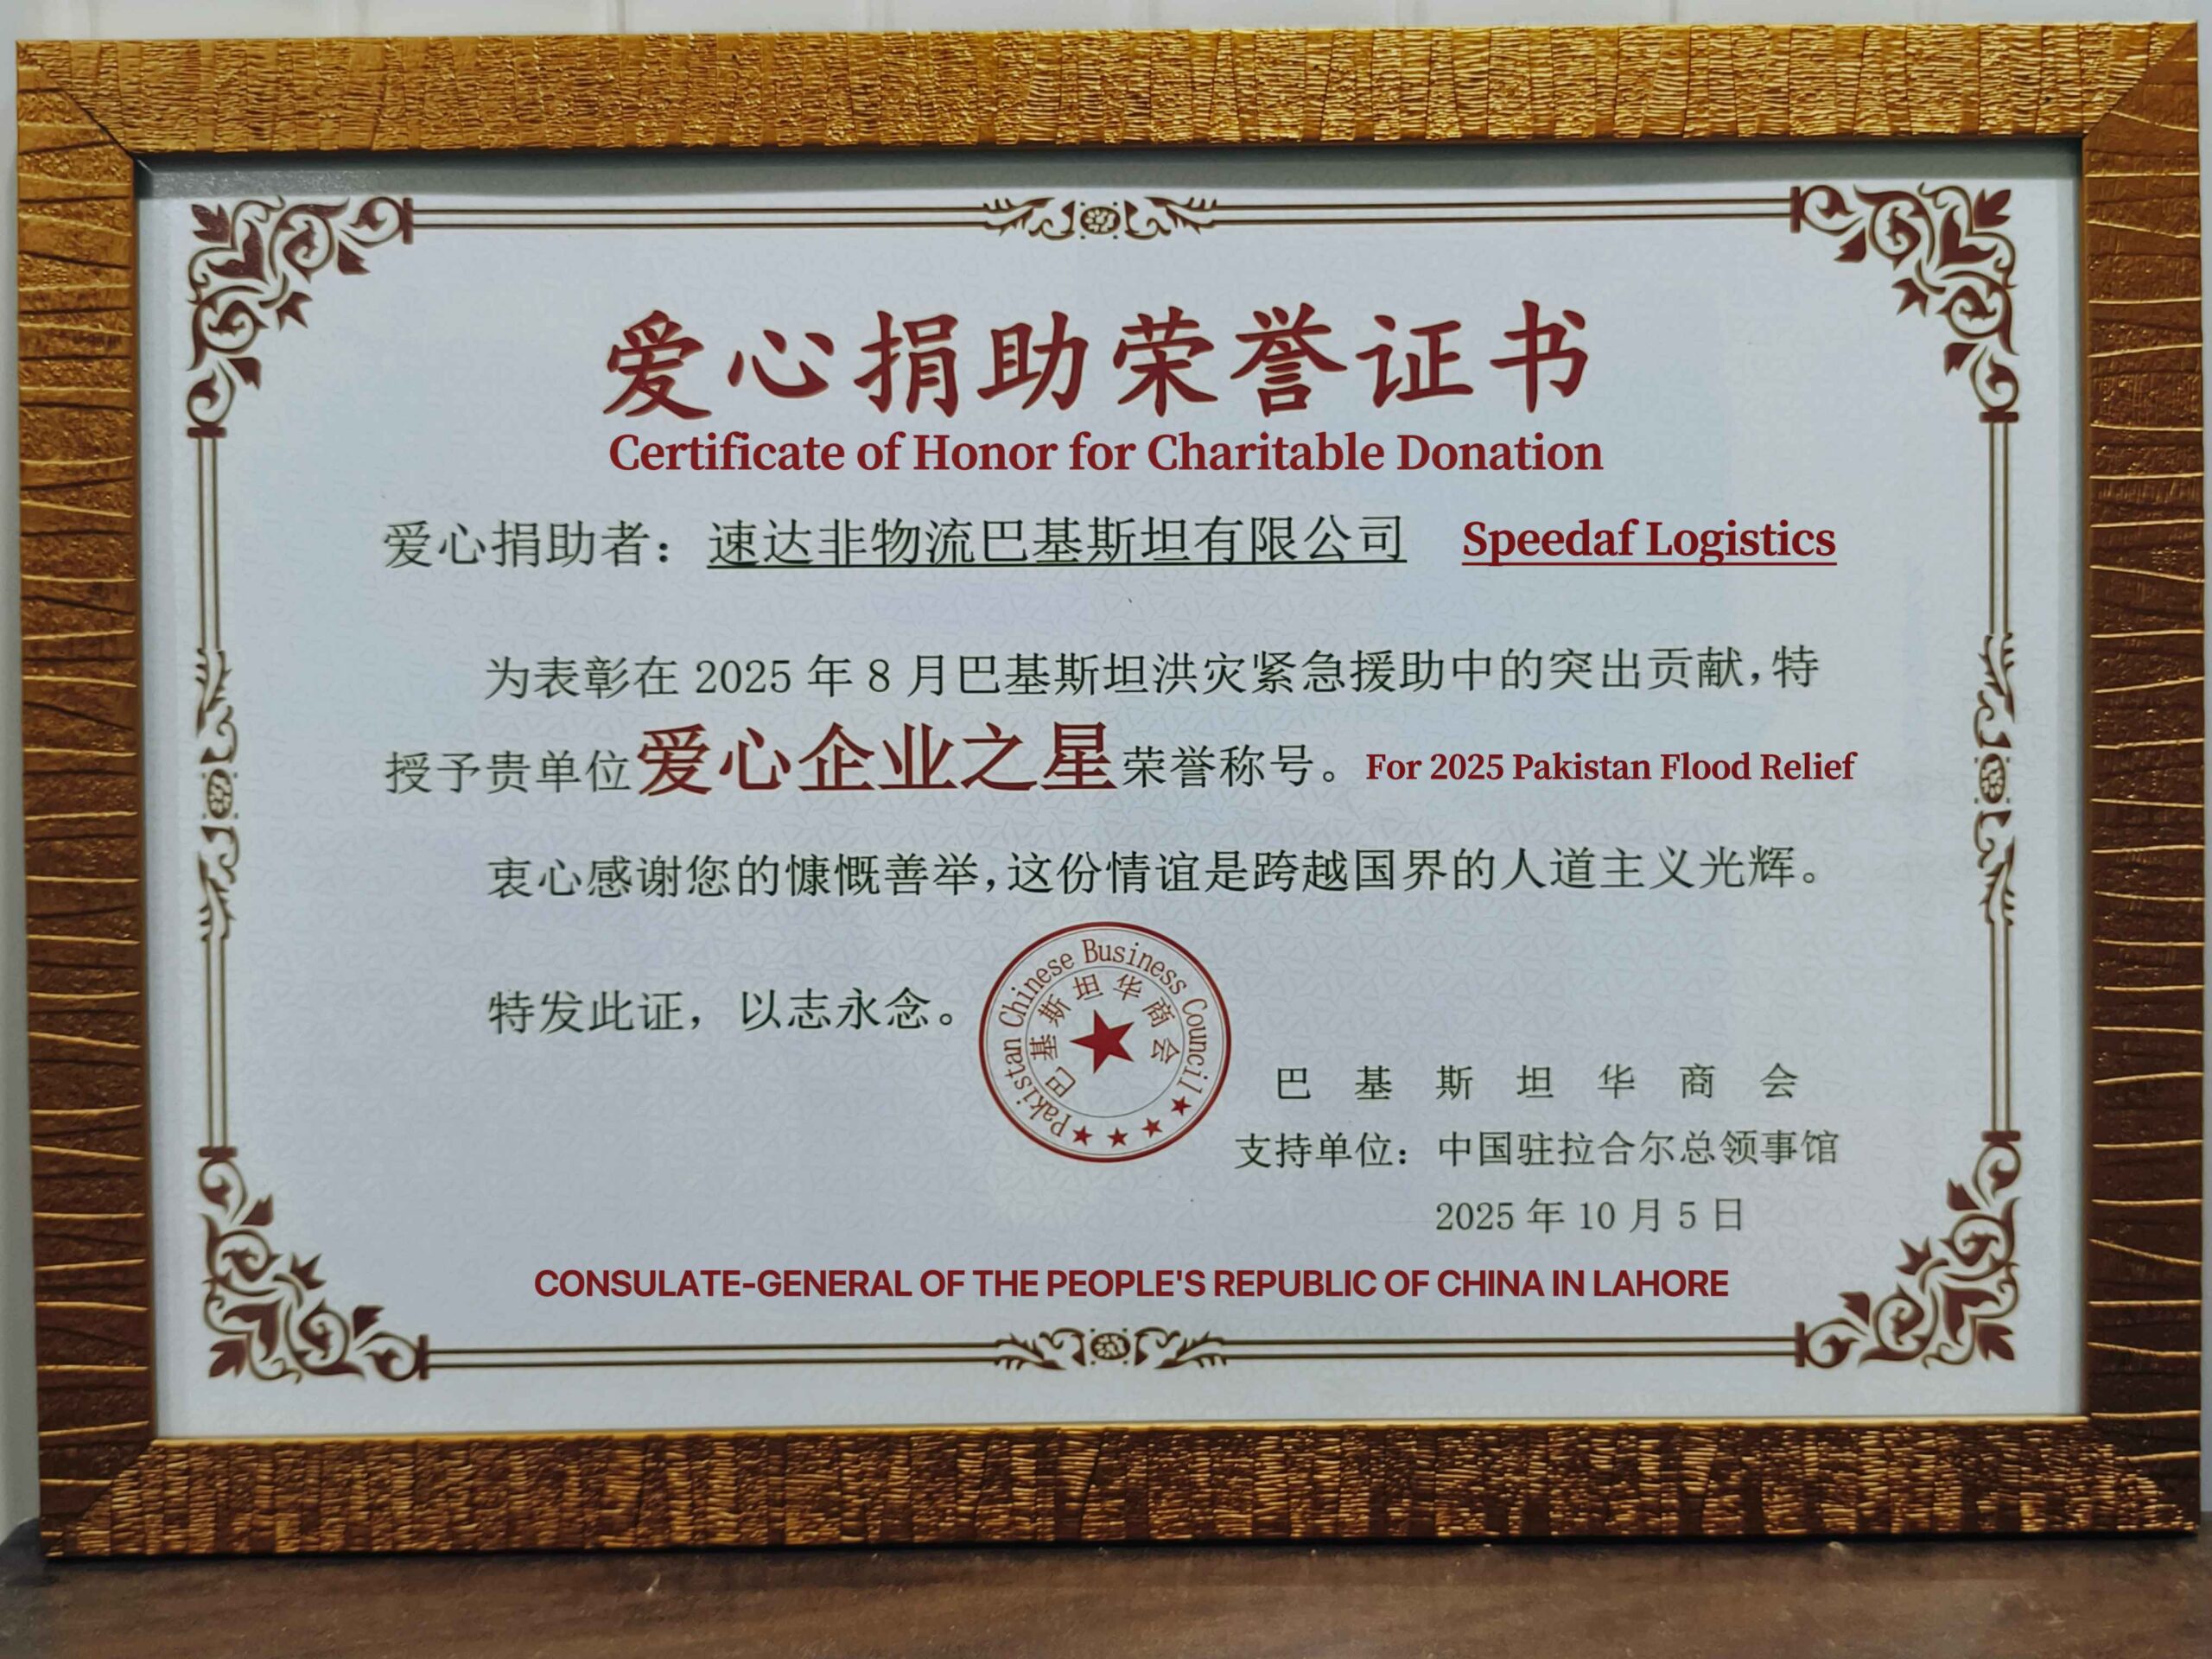 爱心捐助荣誉证书
Certificate of Honor for Charitable Donation
爱心捐助者：速达非物流巴基斯坦有限公司 Speedaf Logistics
为表彰在 2025 年 8 月巴基斯坦洪灾紧急援助中的突出贡献，特
授予贵单位爱心企业之星荣誉称号。For 2025 Pakistan Flood Relief
衷心感谢您的慷慨善举，这份情谊是跨越国界的人道主义光辉。
特发此证，以志永念。
Pakistan Chinese Business Council
巴基斯坦华商会
巴基斯坦华商会
支持单位：中国驻拉合尔总领事馆
2025 年 10 月 5 日
CONSULATE-GENERAL OF THE PEOPLE'S REPUBLIC OF CHINA IN LAHORE